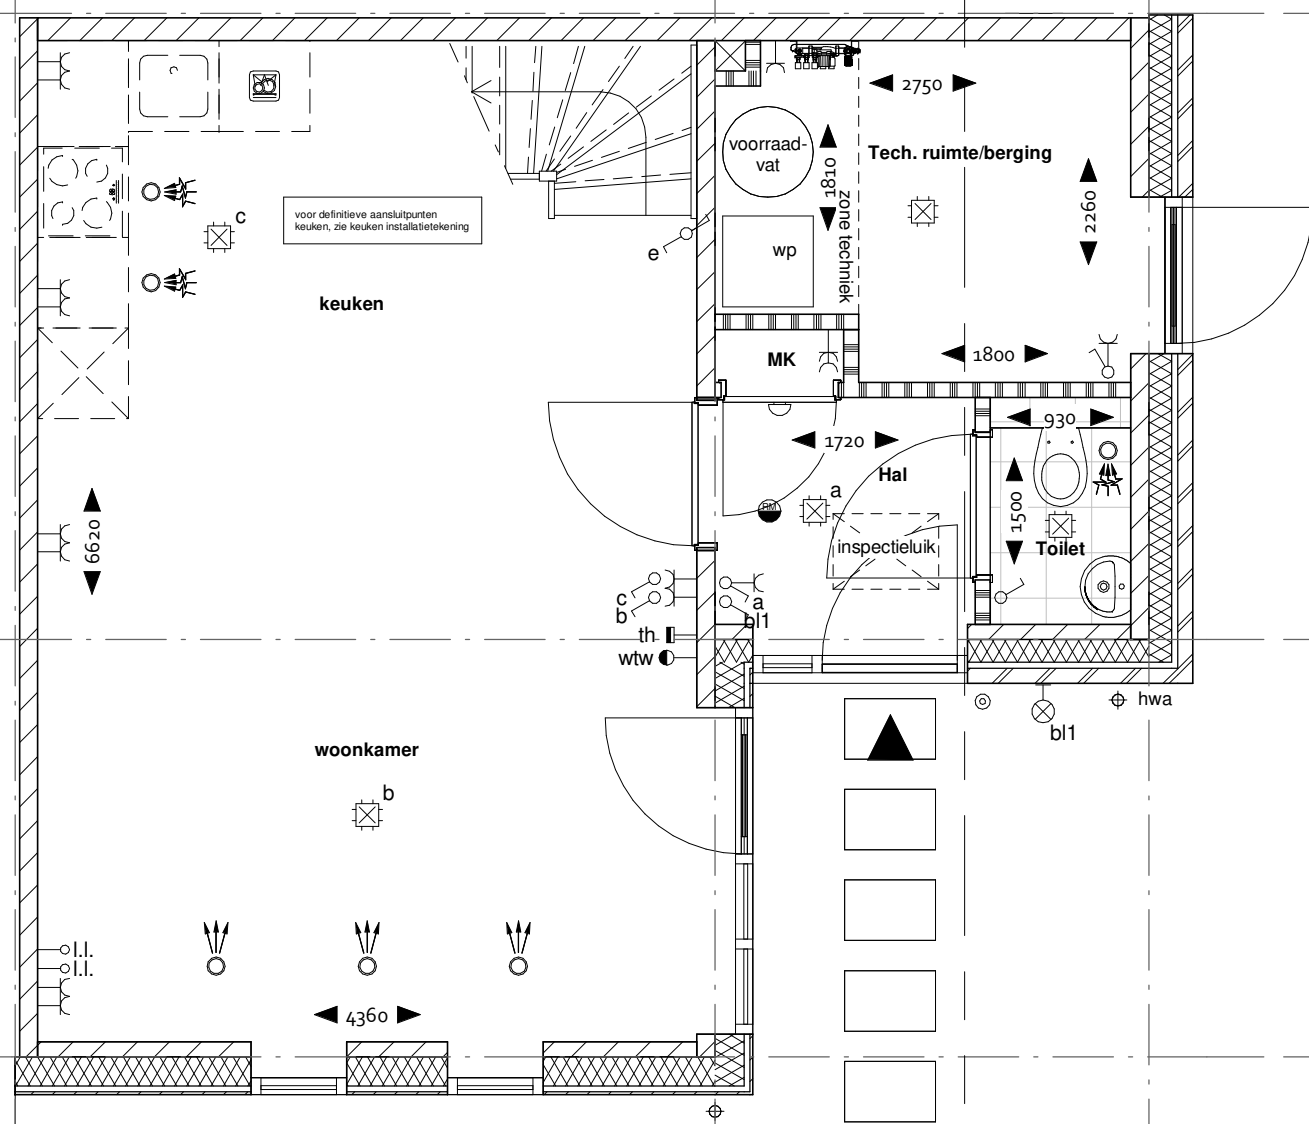 2750
voorraad-
vat
1810
Tech. ruimte/berging
zone techniek
2260
c
voor definitieve aansluitpunten
keuken, zie keuken installatietekening
e
wp
keuken
MK
1800
930
1720
Hal
a
RM
1500
6620
inspectieluik
Toilet
c
b
a
bl1
th
wtw
hwa
bl1
woonkamer
b
l.l.
l.l.
4360